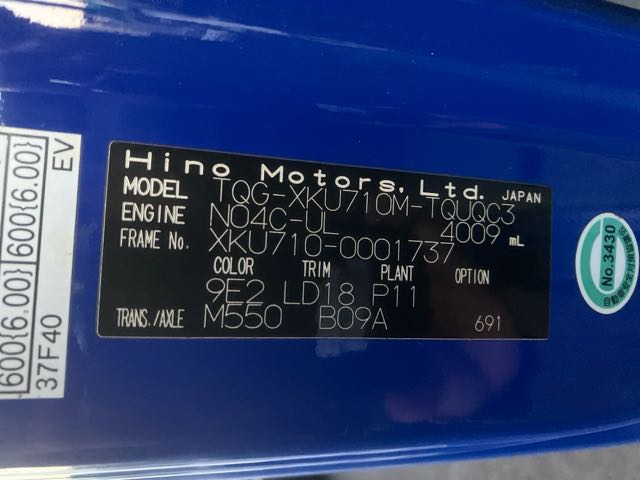 Hino Motors, Ltd. JAPAN
MODEL TQG-XKU710M-TQUQC3
ENGINE N04C-UL 4009 mL
FRAME No. XKU710-0001737
COLOR TRIM PLANT OPTION
9E2 LD18 P11
TRANS./AXLE M550 B09A 691
600{6.00} 600{6.00}
37F40 EV
No.3430